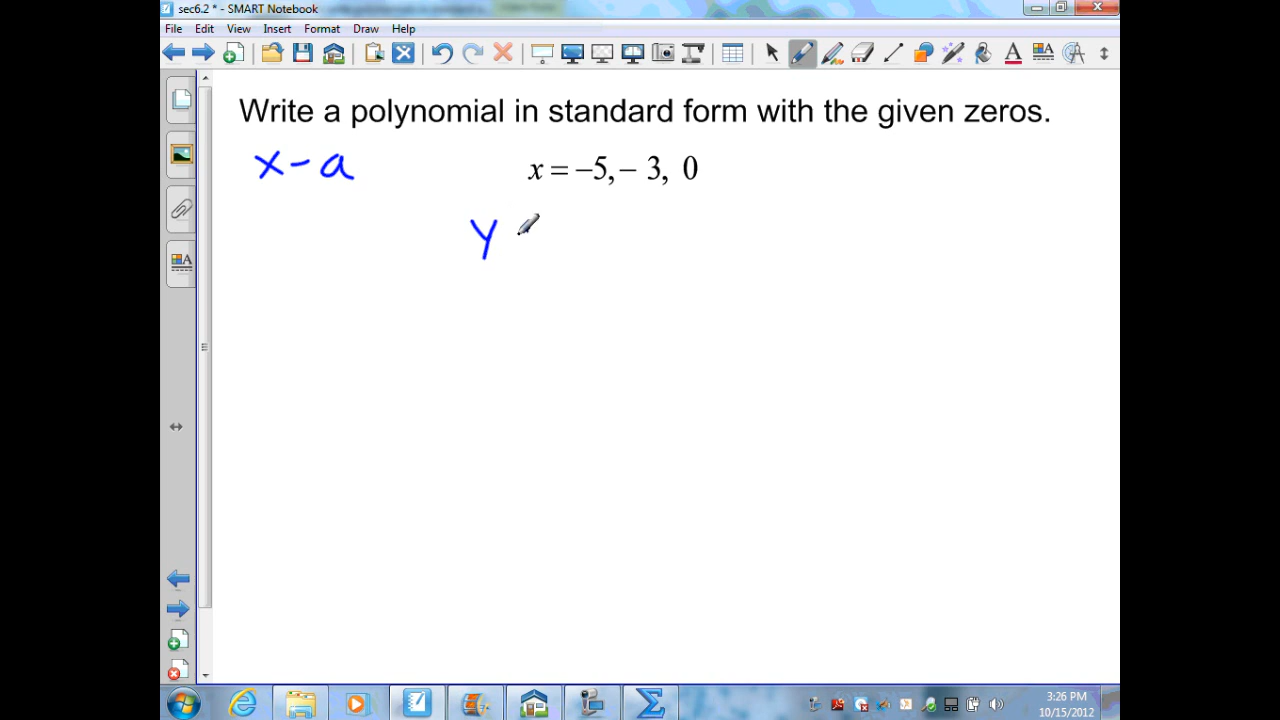 sec6.2 * - SMART Notebook
File Edit View Insert Format Draw Help
Write a polynomial in standard form with the given zeros.
x - a
x = −5, − 3, 0
y
3:26 PM
10/15/2012